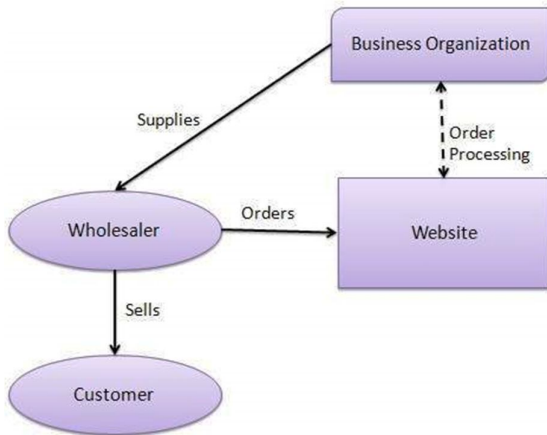 Business Organization
Supplies
Order
Processing
Wholesaler
Orders
Website
Sells
Customer